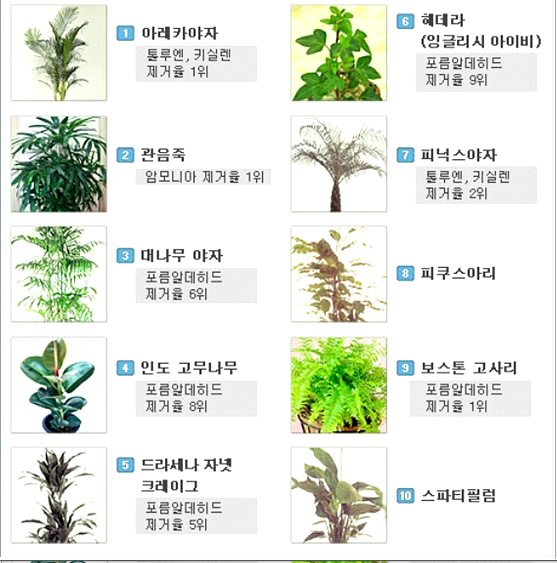 1 아레카야자
톨루엔, 키실렌
제거율 1위
2 관음죽
암모니아 제거율 1위
3 대나무 야자
포름알데히드
제거율 6위
4 인도 고무나무
포름알데히드
제거율 8위
5 드라세나 자넷
크레이그
포름알데히드
제거율 5위
6 헤데라
(잉글리시 아이비)
포름알데히드
제거율 9위
7 피닉스야자
톨루엔, 키실렌
제거율 2위
8 피쿠스아리
9 보스톤 고사리
포름알데히드
제거율 1위
10 스파티필럼